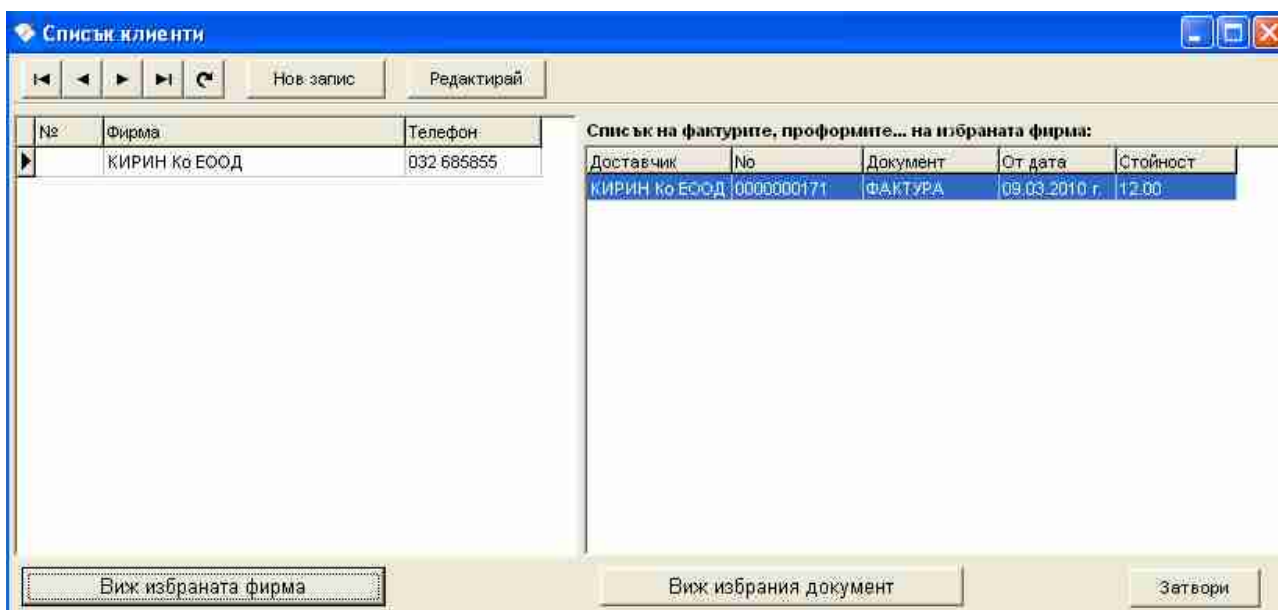 Списък клиенти
Нов запис Редактирай
№ Фирма Телефон
КИРИН Ко ЕООД 032 685855
Списък на фактурите, проформите... на избраната фирма:
Доставчик No Документ От дата Стойност
КИРИН Ко ЕООД 0000000171 ФАКТУРА 09.03.2010 г. 12.00
Виж избраната фирма Виж избрания документ Затвори